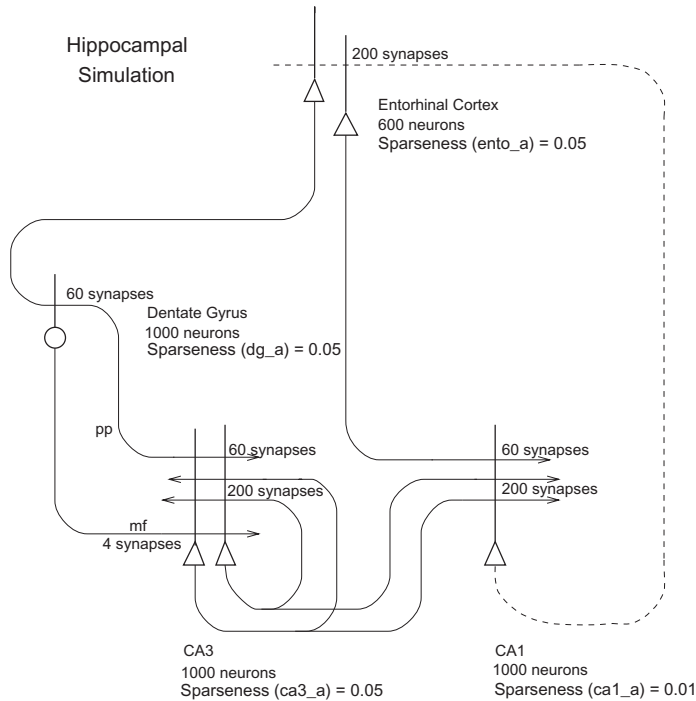 Hippocampal
Simulation
200 synapses
Entorhinal Cortex
600 neurons
Sparseness (ento_a) = 0.05
60 synapses
Dentate Gyrus
1000 neurons
Sparseness (dg_a) = 0.05
pp
60 synapses
60 synapses
200 synapses
200 synapses
mf
4 synapses
CA3
1000 neurons
Sparseness (ca3_a) = 0.05
CA1
1000 neurons
Sparseness (ca1_a) = 0.01